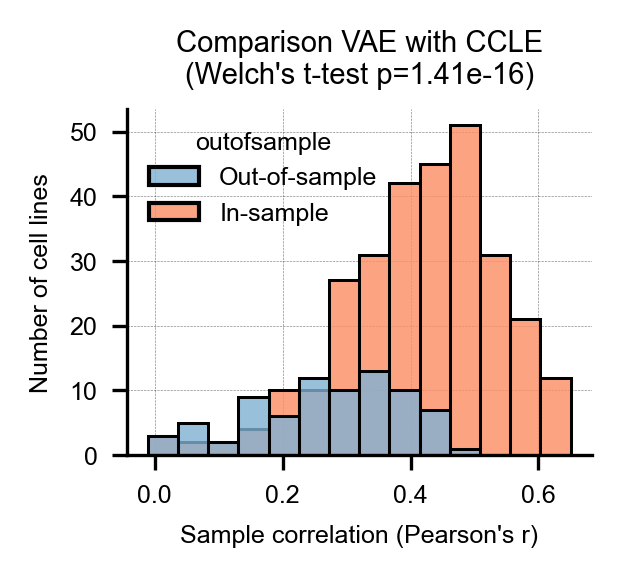 Comparison VAE with CCLE
(Welch's t-test p=1.41e-16)
outofsample
Out-of-sample
In-sample
Number of cell lines
50
40
30
20
10
0
0.0 0.2 0.4 0.6
Sample correlation (Pearson's r)